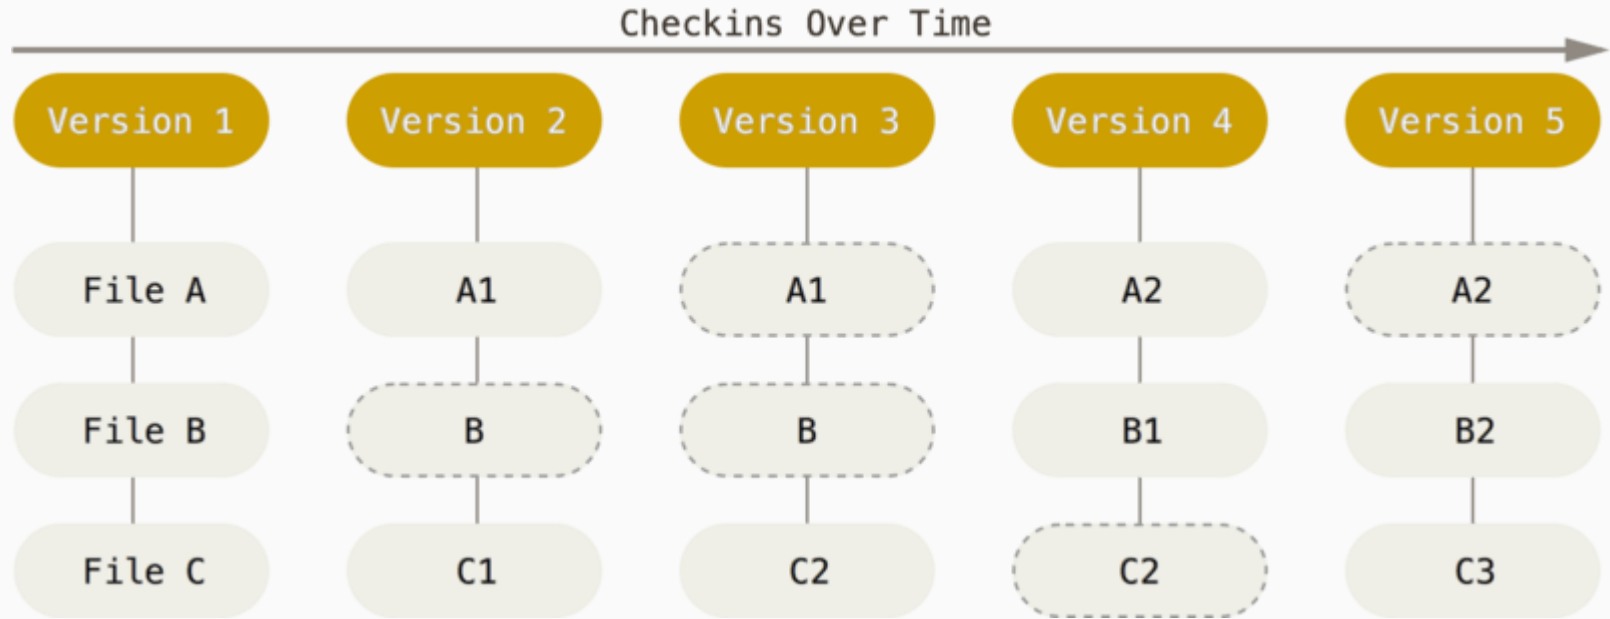 Checkins Over Time
Version 1 Version 2 Version 3 Version 4 Version 5
File A A1 A1 A2 A2
File B B B B1 B2
File C C1 C2 C2 C3